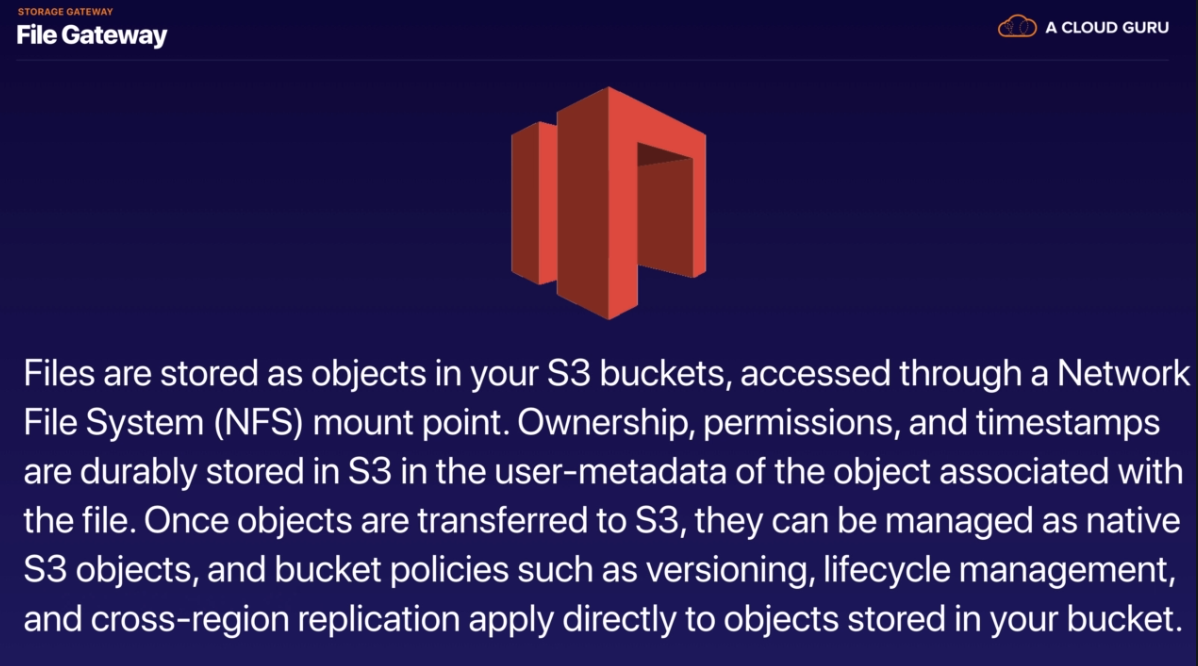 STORAGE GATEWAY
File Gateway
A CLOUD GURU
Files are stored as objects in your S3 buckets, accessed through a Network
File System (NFS) mount point. Ownership, permissions, and timestamps
are durably stored in S3 in the user-metadata of the object associated with
the file. Once objects are transferred to S3, they can be managed as native
S3 objects, and bucket policies such as versioning, lifecycle management,
and cross-region replication apply directly to objects stored in your bucket.